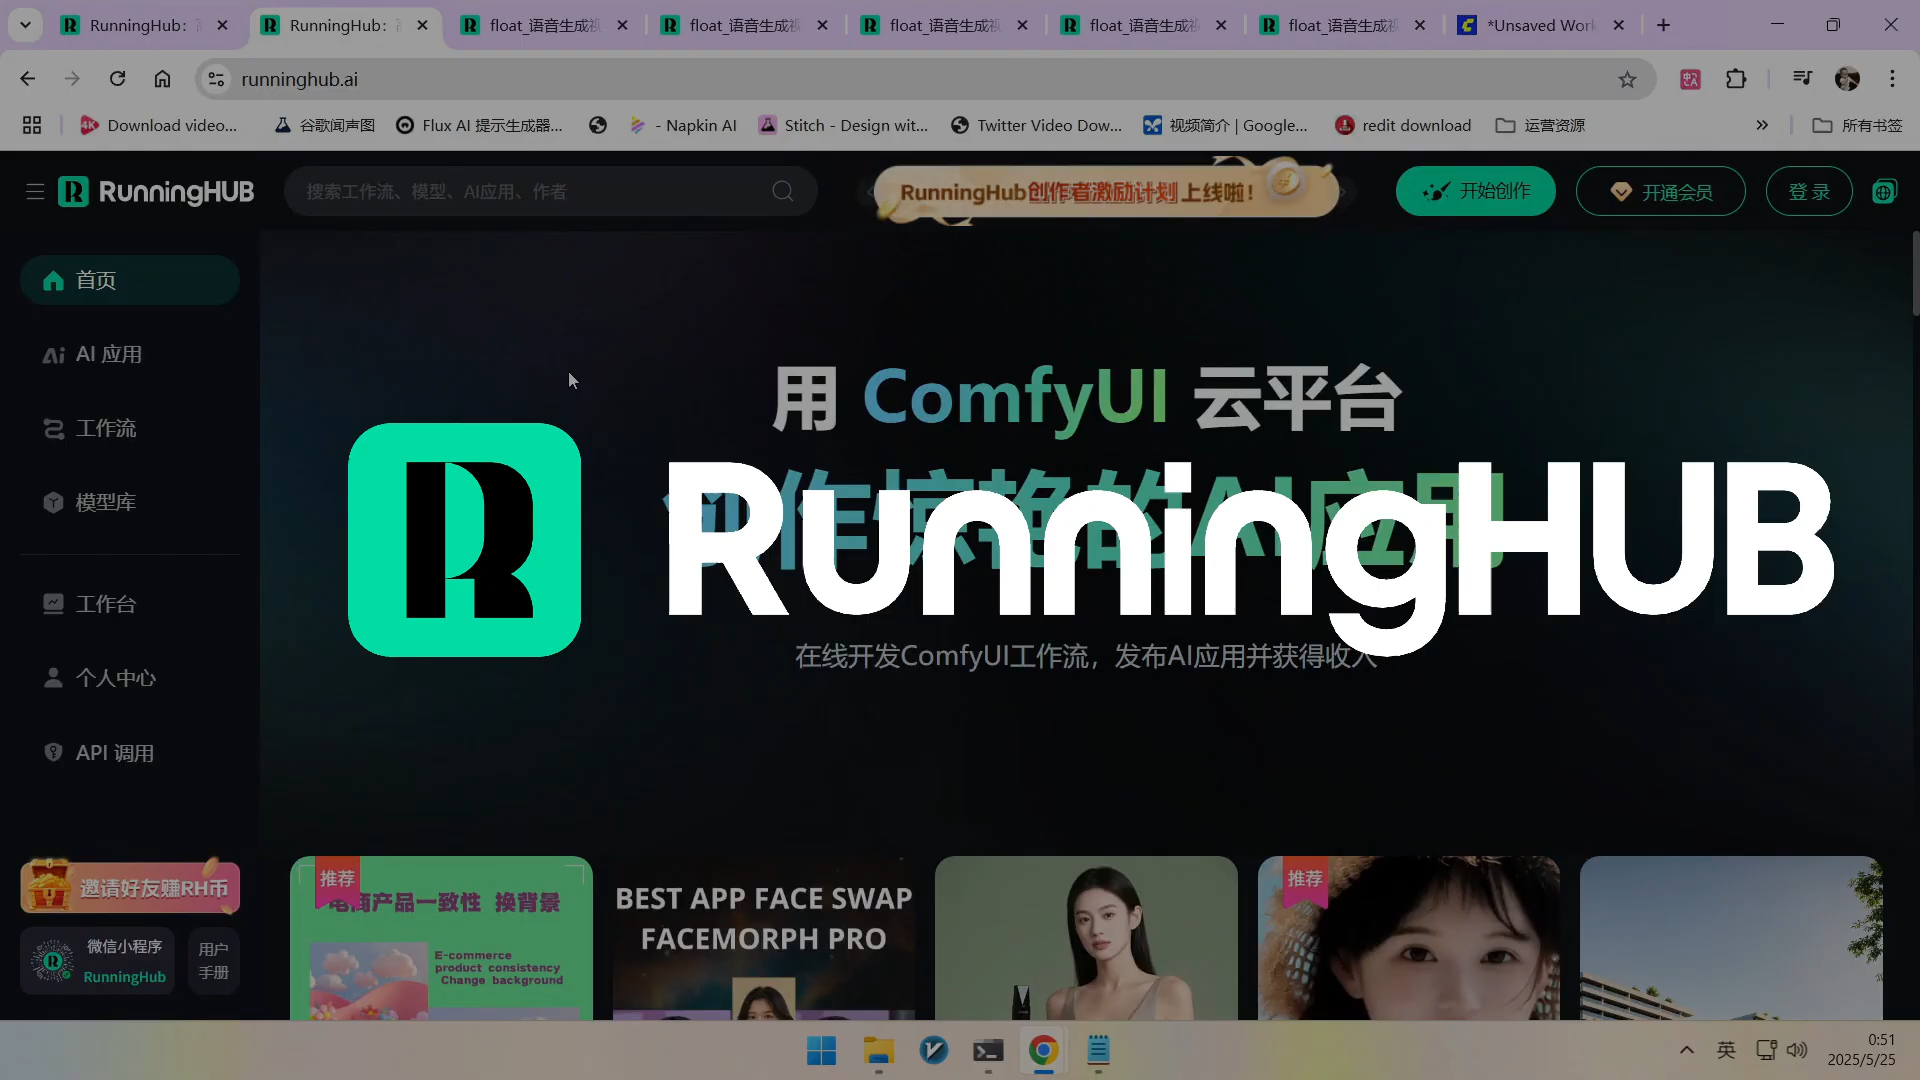 RunningHub:
RunningHub:
float_语音生成视
float_语音生成视
float_语音生成视
float_语音生成视
float_语音生成视
*Unsaved Work
runninghub.ai
Download video...
谷歌闻声图
Flux AI 提示生成器...
- Napkin AI
Stitch - Design wit...
Twitter Video Dow...
视频简介 | Google...
redit download
运营资源
所有书签
RunningHUB
搜索工作流、模型、AI应用、作者
RunningHub创作者激励计划 上线啦!
开始创作
开通会员
登 录
首页
AI 应用
工作流
模型库
工作台
个人中心
API 调用
用 ComfyUI 云平台
创作惊艳的AI应用
RunningHUB
在线开发ComfyUI工作流，发布AI应用并获得收入
邀请好友赚RH币
微信小程序
RunningHub
用户
手册
推荐
电商产品一致性 换背景
E-commerce
product consistency
Change background
BEST APP FACE SWAP
FACEMORPH PRO
推荐
英
0:51
2025/5/25